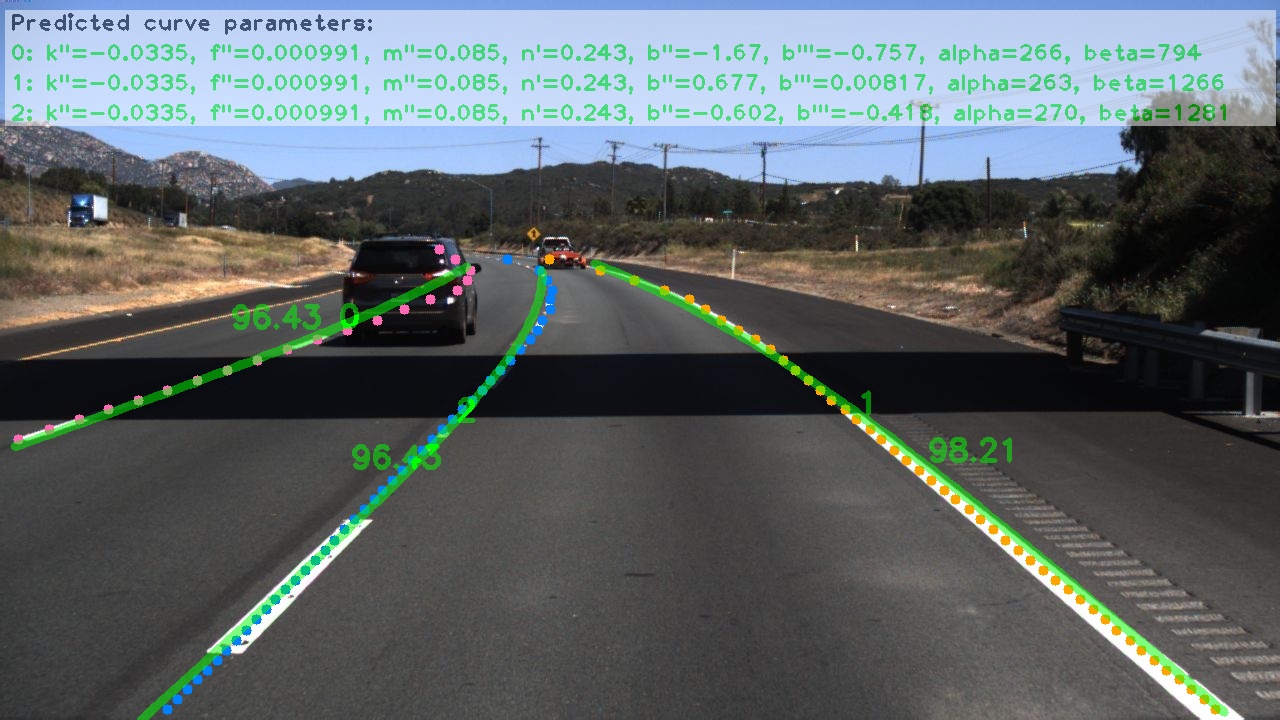 Predicted curve parameters:
0: k''=-0.0335, f''=0.000991, m''=0.085, n'=0.243, b''=-1.67, b'''=-0.757, alpha=266, beta=794
1: k''=-0.0335, f''=0.000991, m''=0.085, n'=0.243, b''=0.677, b'''=0.00817, alpha=263, beta=1266
2: k''=-0.0335, f''=0.000991, m''=0.085, n'=0.243, b''=-0.602, b'''=-0.418, alpha=270, beta=1281
96.43 0
2
1
96.43
98.21